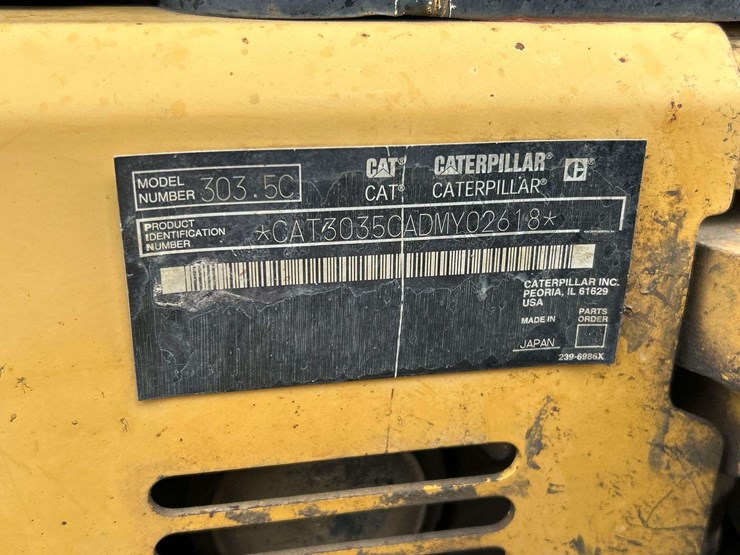 MODEL NUMBER 303.5C
CAT® CATERPILLAR®
CAT® CATERPILLAR®
PRODUCT IDENTIFICATION NUMBER *CAT3035CADMY02618*
CATERPILLAR INC.
PEORIA, IL 61629
USA
MADE IN
JAPAN
PARTS ORDER
239-6986X